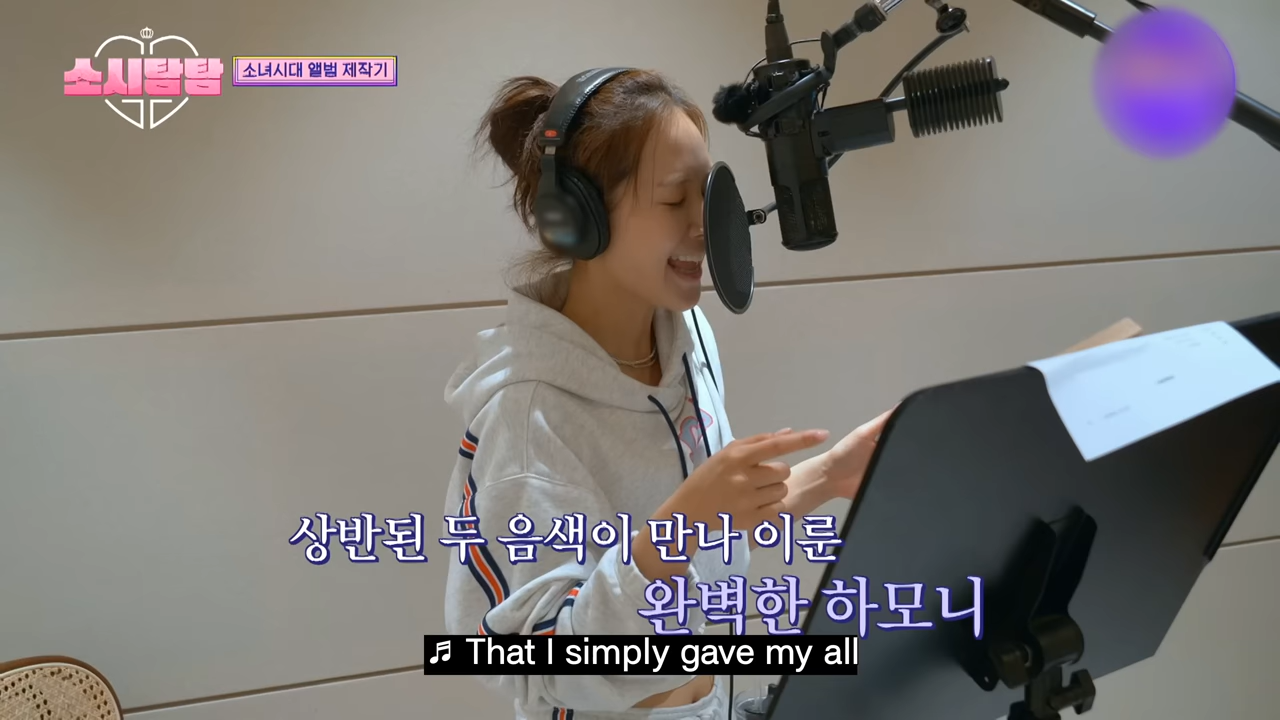 소시탐탐
소녀시대 앨범 제작기
상반된 두 음색이 만나 이룬
완벽한 하모니
♬ That I simply gave my all